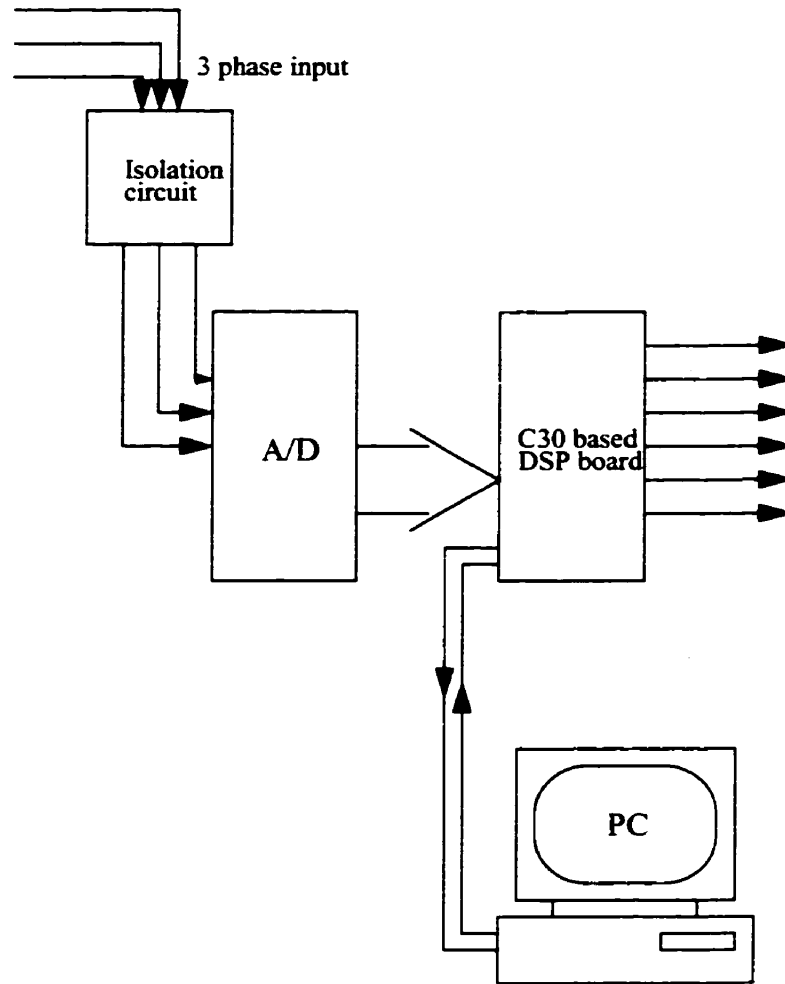 3 phase input
Isolation
circuit
A/D
C30 based
DSP board
PC